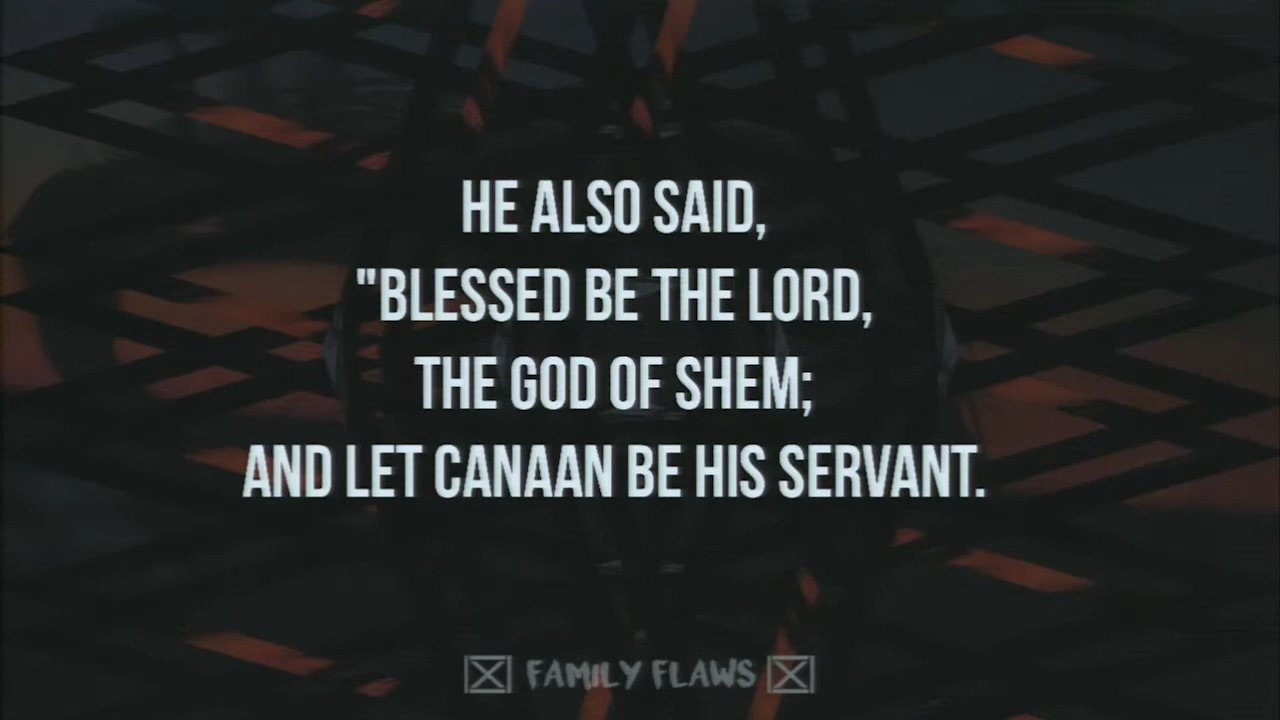 HE ALSO SAID,
"BLESSED BE THE LORD,
THE GOD OF SHEM;
AND LET CANAAN BE HIS SERVANT.
FAMILY FLAWS